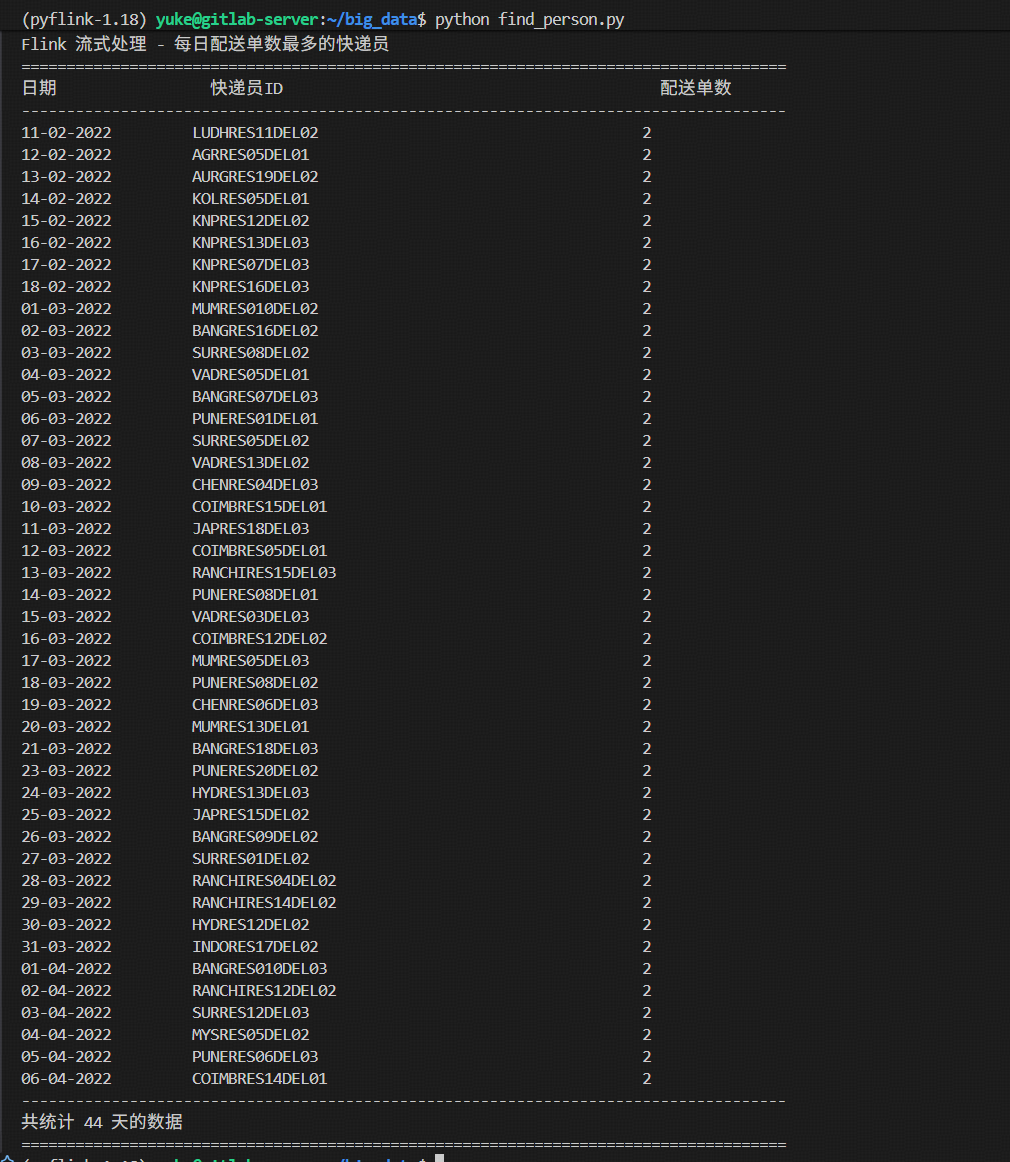 (pyflink-1.18) yuke@gitlab-server:~/big_data$ python find_person.py
Flink 流式处理 - 每日配送单数最多的快递员
=====================================================================================
日期 快递员ID 配送单数
-------------------------------------------------------------------------------------
11-02-2022 LUDHRES11DEL02 2
12-02-2022 AGRRES05DEL01 2
13-02-2022 AURGRES19DEL02 2
14-02-2022 KOLRES05DEL01 2
15-02-2022 KNPRES12DEL02 2
16-02-2022 KNPRES13DEL03 2
17-02-2022 KNPRES07DEL03 2
18-02-2022 KNPRES16DEL03 2
01-03-2022 MUMRES010DEL02 2
02-03-2022 BANGRES16DEL02 2
03-03-2022 SURRES08DEL02 2
04-03-2022 VADRES05DEL01 2
05-03-2022 BANGRES07DEL03 2
06-03-2022 PUNERES01DEL01 2
07-03-2022 SURRES05DEL02 2
08-03-2022 VADRES13DEL02 2
09-03-2022 CHENRES04DEL03 2
10-03-2022 COIMBRES15DEL01 2
11-03-2022 JAPRES18DEL03 2
12-03-2022 COIMBRES05DEL01 2
13-03-2022 RANCHIRES15DEL03 2
14-03-2022 PUNERES08DEL01 2
15-03-2022 VADRES03DEL03 2
16-03-2022 COIMBRES12DEL02 2
17-03-2022 MUMRES05DEL03 2
18-03-2022 PUNERES08DEL02 2
19-03-2022 CHENRES06DEL03 2
20-03-2022 MUMRES13DEL01 2
21-03-2022 BANGRES18DEL03 2
23-03-2022 PUNERES20DEL02 2
24-03-2022 HYDRES13DEL03 2
25-03-2022 JAPRES15DEL02 2
26-03-2022 BANGRES09DEL02 2
27-03-2022 SURRES01DEL02 2
28-03-2022 RANCHIRES04DEL02 2
29-03-2022 RANCHIRES14DEL02 2
30-03-2022 HYDRES12DEL02 2
31-03-2022 INDORES17DEL02 2
01-04-2022 BANGRES010DEL03 2
02-04-2022 RANCHIRES12DEL02 2
03-04-2022 SURRES12DEL03 2
04-04-2022 MYSRES05DEL02 2
05-04-2022 PUNERES06DEL03 2
06-04-2022 COIMBRES14DEL01 2
-------------------------------------------------------------------------------------
共统计 44 天的数据
=====================================================================================